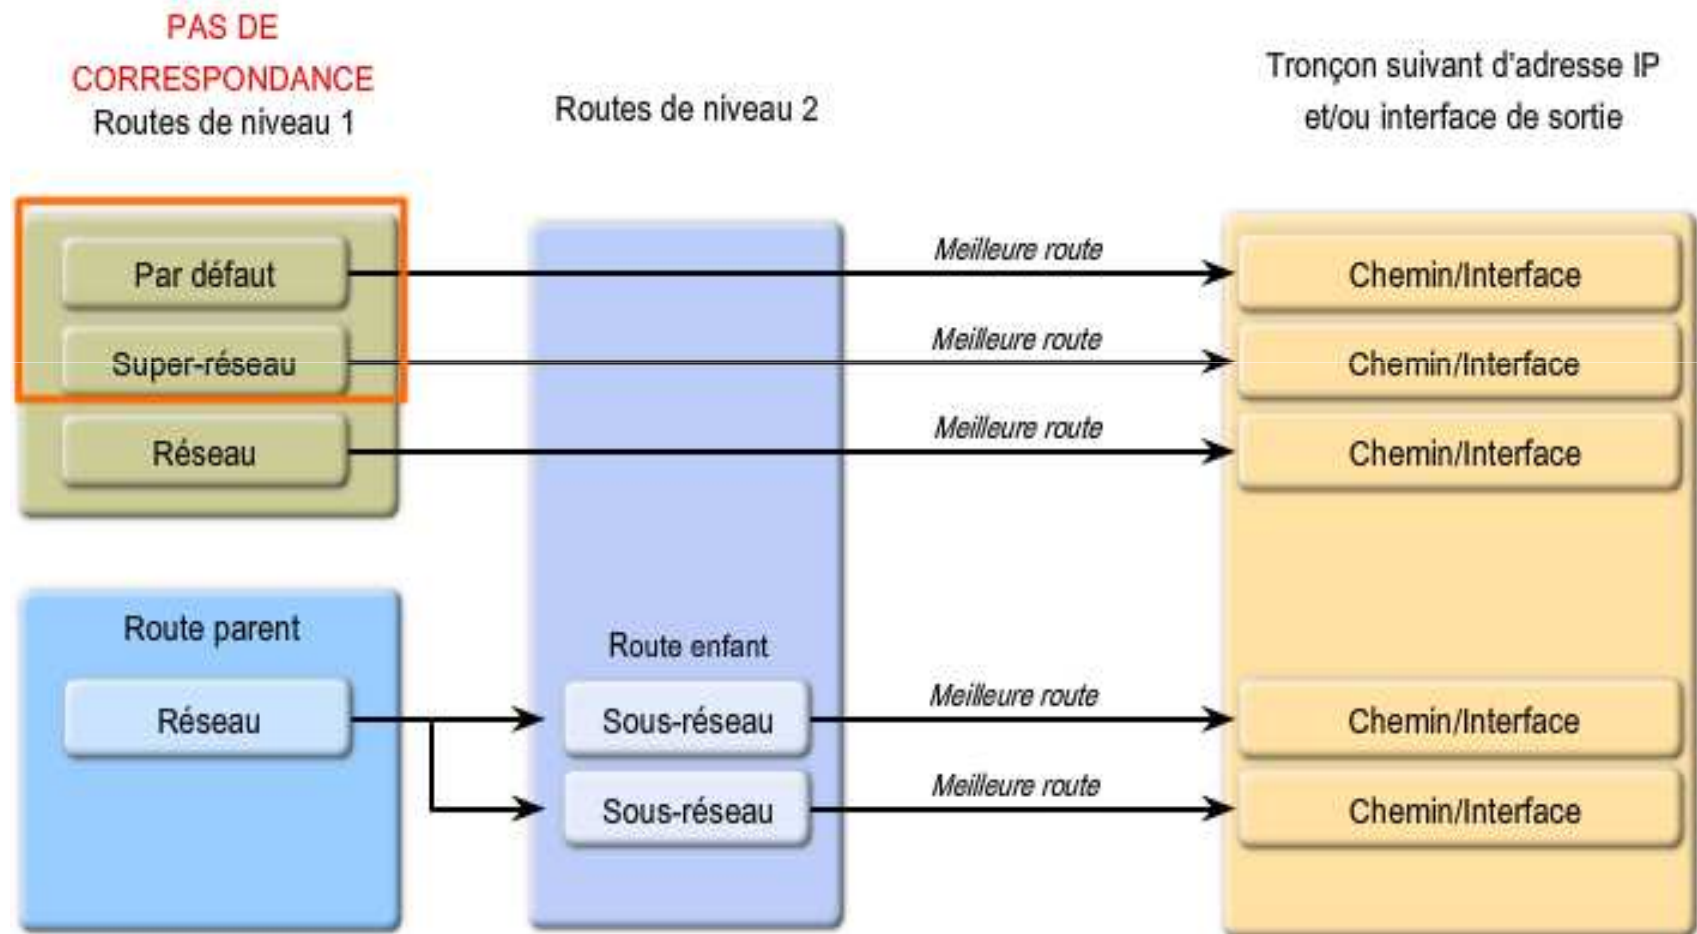 PAS DE
CORRESPONDANCE
Routes de niveau 1
Routes de niveau 2
Tronçon suivant d'adresse IP
et/ou interface de sortie
Par défaut
Meilleure route
Chemin/Interface
Super-réseau
Meilleure route
Chemin/Interface
Réseau
Meilleure route
Chemin/Interface
Route parent
Route enfant
Réseau
Sous-réseau
Meilleure route
Chemin/Interface
Sous-réseau
Meilleure route
Chemin/Interface